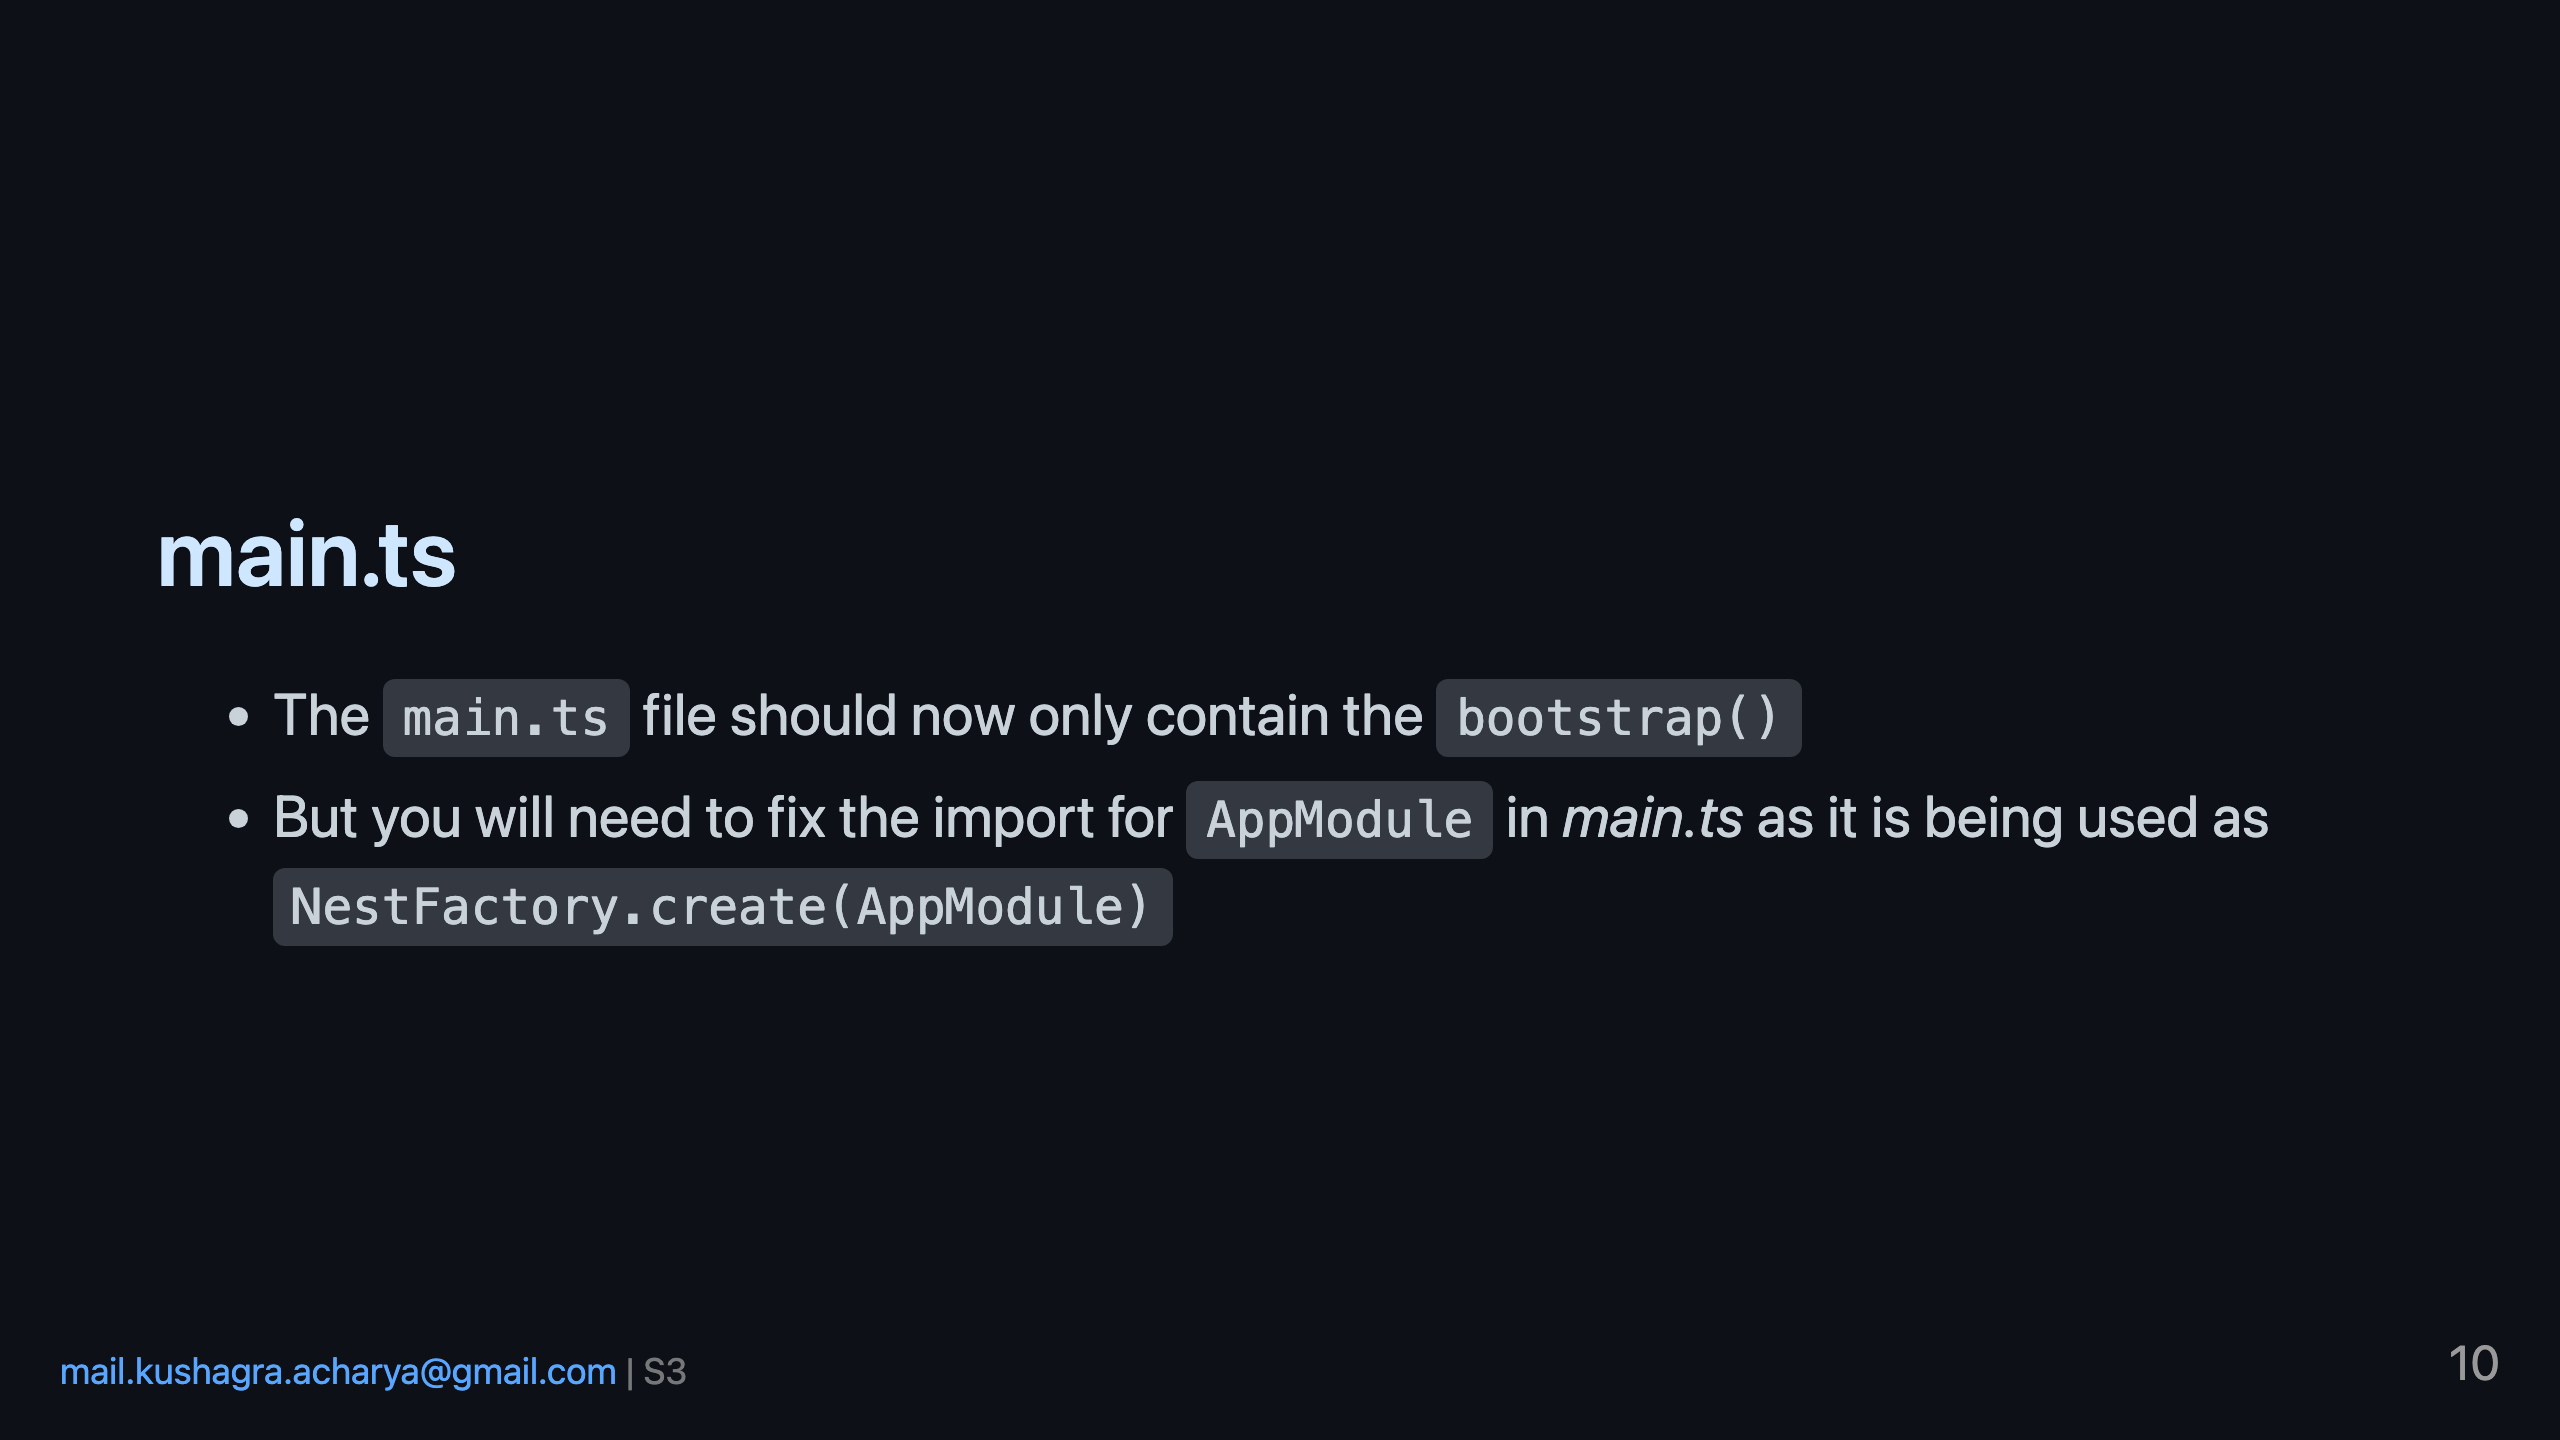 main.ts
• The main.ts file should now only contain the bootstrap()
• But you will need to fix the import for AppModule in main.ts as it is being used as
NestFactory.create(AppModule)
mail.kushagra.acharya@gmail.com | S3
10